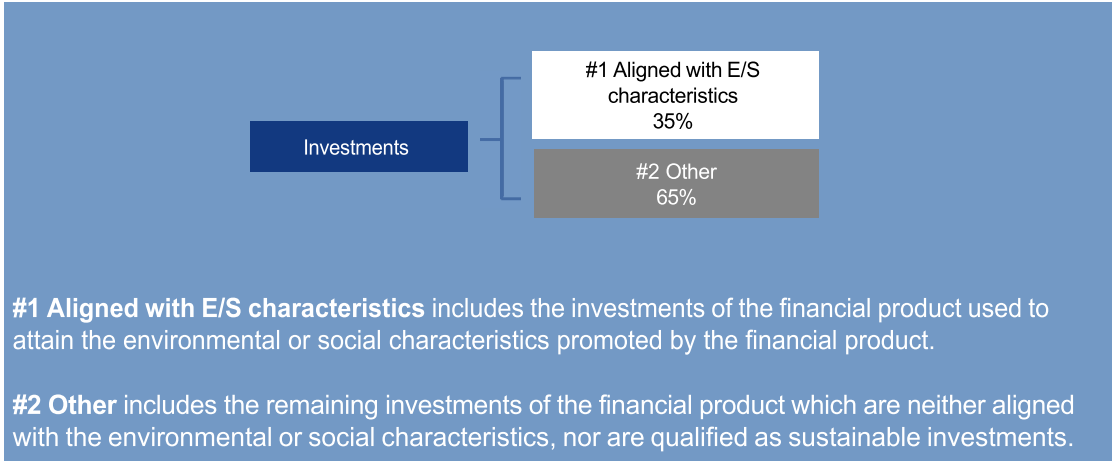 #1 Aligned with E/S
characteristics
35%
Investments
#2 Other
65%
#1 Aligned with E/S characteristics includes the investments of the financial product used to
attain the environmental or social characteristics promoted by the financial product.
#2 Other includes the remaining investments of the financial product which are neither aligned
with the environmental or social characteristics, nor are qualified as sustainable investments.